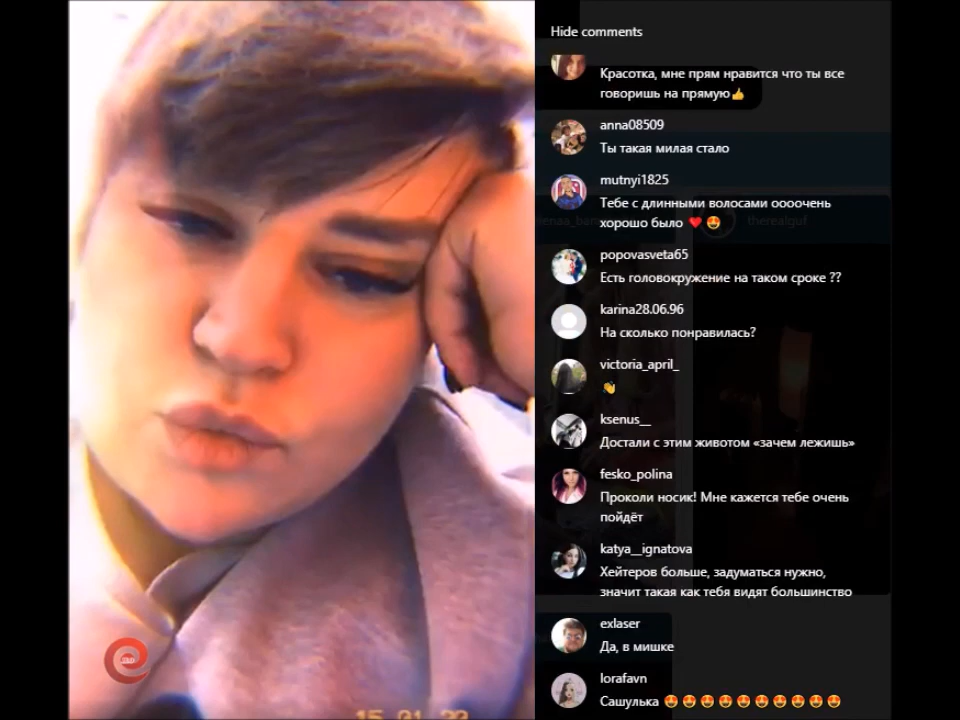 Hide comments
Красотка, мне прям нравится что ты все
говоришь на прямую👍
anna08509
Ты такая милая стало
mutnyi1825
Тебе с длинными волосами оооочень
хорошо было ❤️ 😍
therealguf
popovasveta65
Есть головокружение на таком сроке ??
karina28.06.96
На сколько понравилась?
victoria_april_
👏
ksenus__
Достали с этим животом «зачем лежишь»
fesko_polina
Проколи носик! Мне кажется тебе очень
пойдёт
katya__ignatova
Хейтеров больше, задуматься нужно,
значит такая как тебя видят большинство
exlaser
Да, в мишке
lorafavn
Сашулька 😍😍😍😍😍😍😍😍😍😍